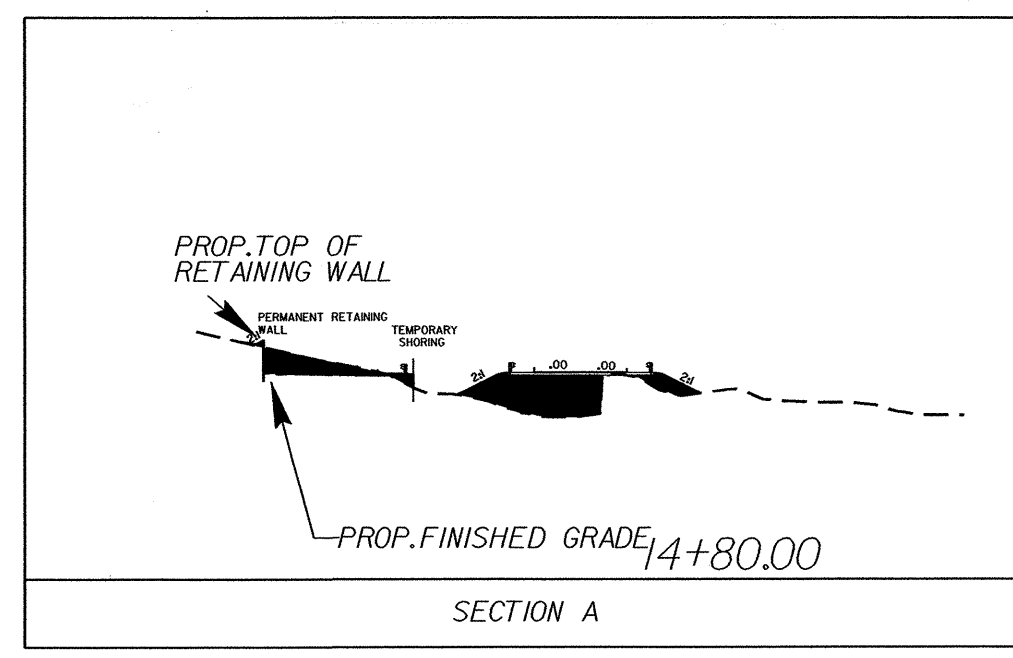 PROP. TOP OF
RETAINING WALL
PERMANENT RETAINING
WALL
2:1
TEMPORARY
SHORING
.00 .00
2:1
2:1
PROP. FINISHED GRADE
14+80.00
SECTION A